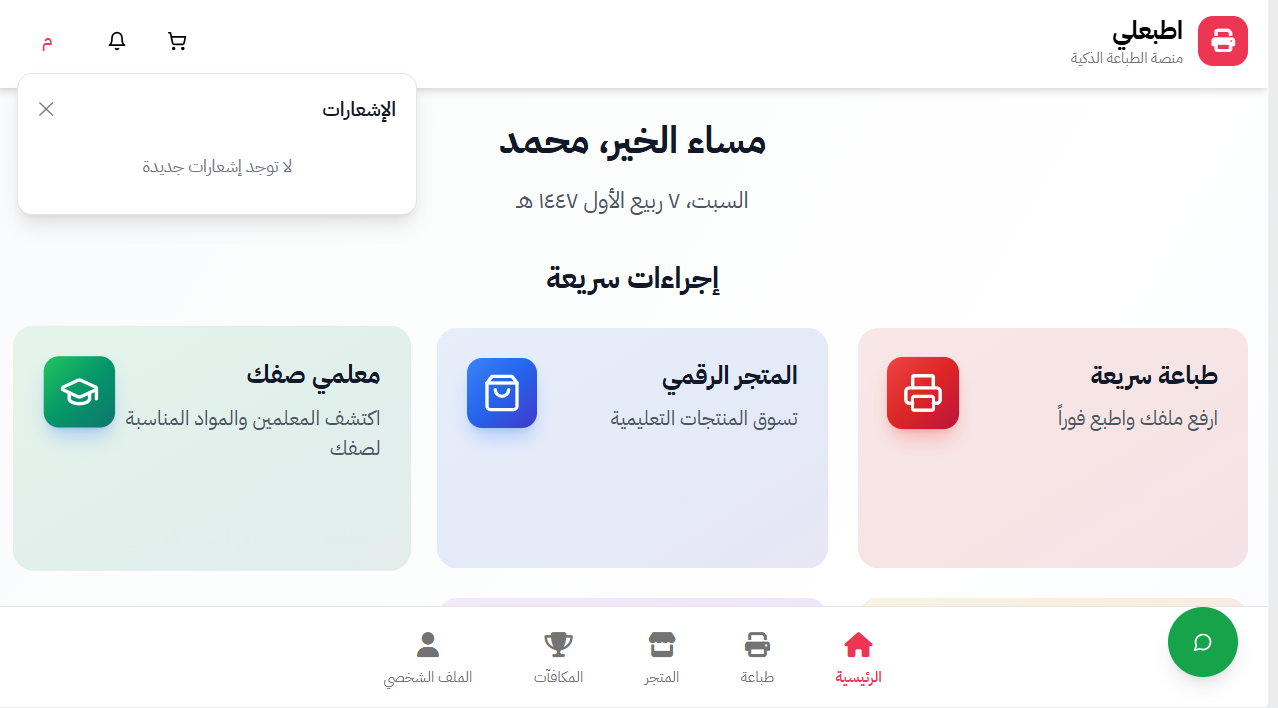 اطبعلي
منصة الطباعة الذكية
م
الإشعارات
لا توجد إشعارات جديدة
مساء الخير، محمد
السبت، ٧ ربيع الأول ١٤٤٧ هـ
إجراءات سريعة
طباعة سريعة
ارفع ملفك واطبع فوراً
المتجر الرقمي
تسوق المنتجات التعليمية
معلمي صفك
اكتشف المعلمين والمواد المناسبة
لصفك
الرئيسية
طباعة
المتجر
المكافآت
الملف الشخصي